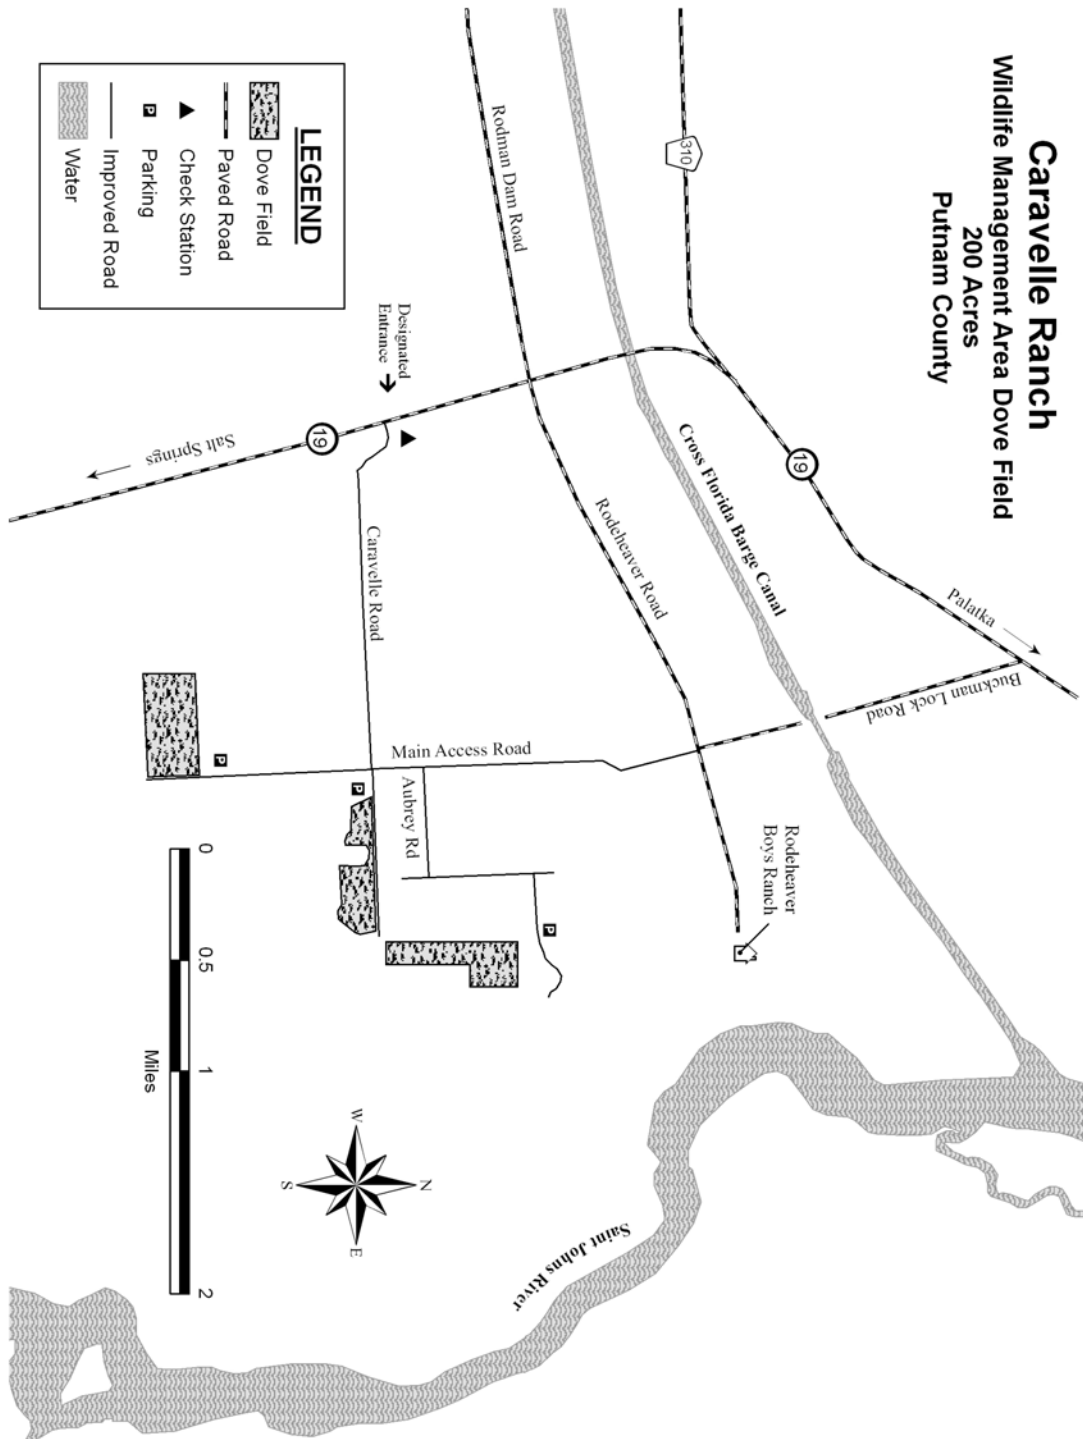 Caravelle Ranch
Wildlife Management Area Dove Field
200 Acres
Putnam County
310
19
Palatka
Buckman Lock Road
Cross Florida Barge Canal
Rodman Dam Road
Rodeheaver Road
Rodeheaver
Boys Ranch
Designated
Entrance
19
Salt Springs
Caravelle Road
Main Access Road
Aubrey Rd
P
P
P
Saint Johns River
LEGEND
Dove Field
Paved Road
Check Station
P Parking
Improved Road
Water
0 0.5 1 2
Miles
N
W
E
S